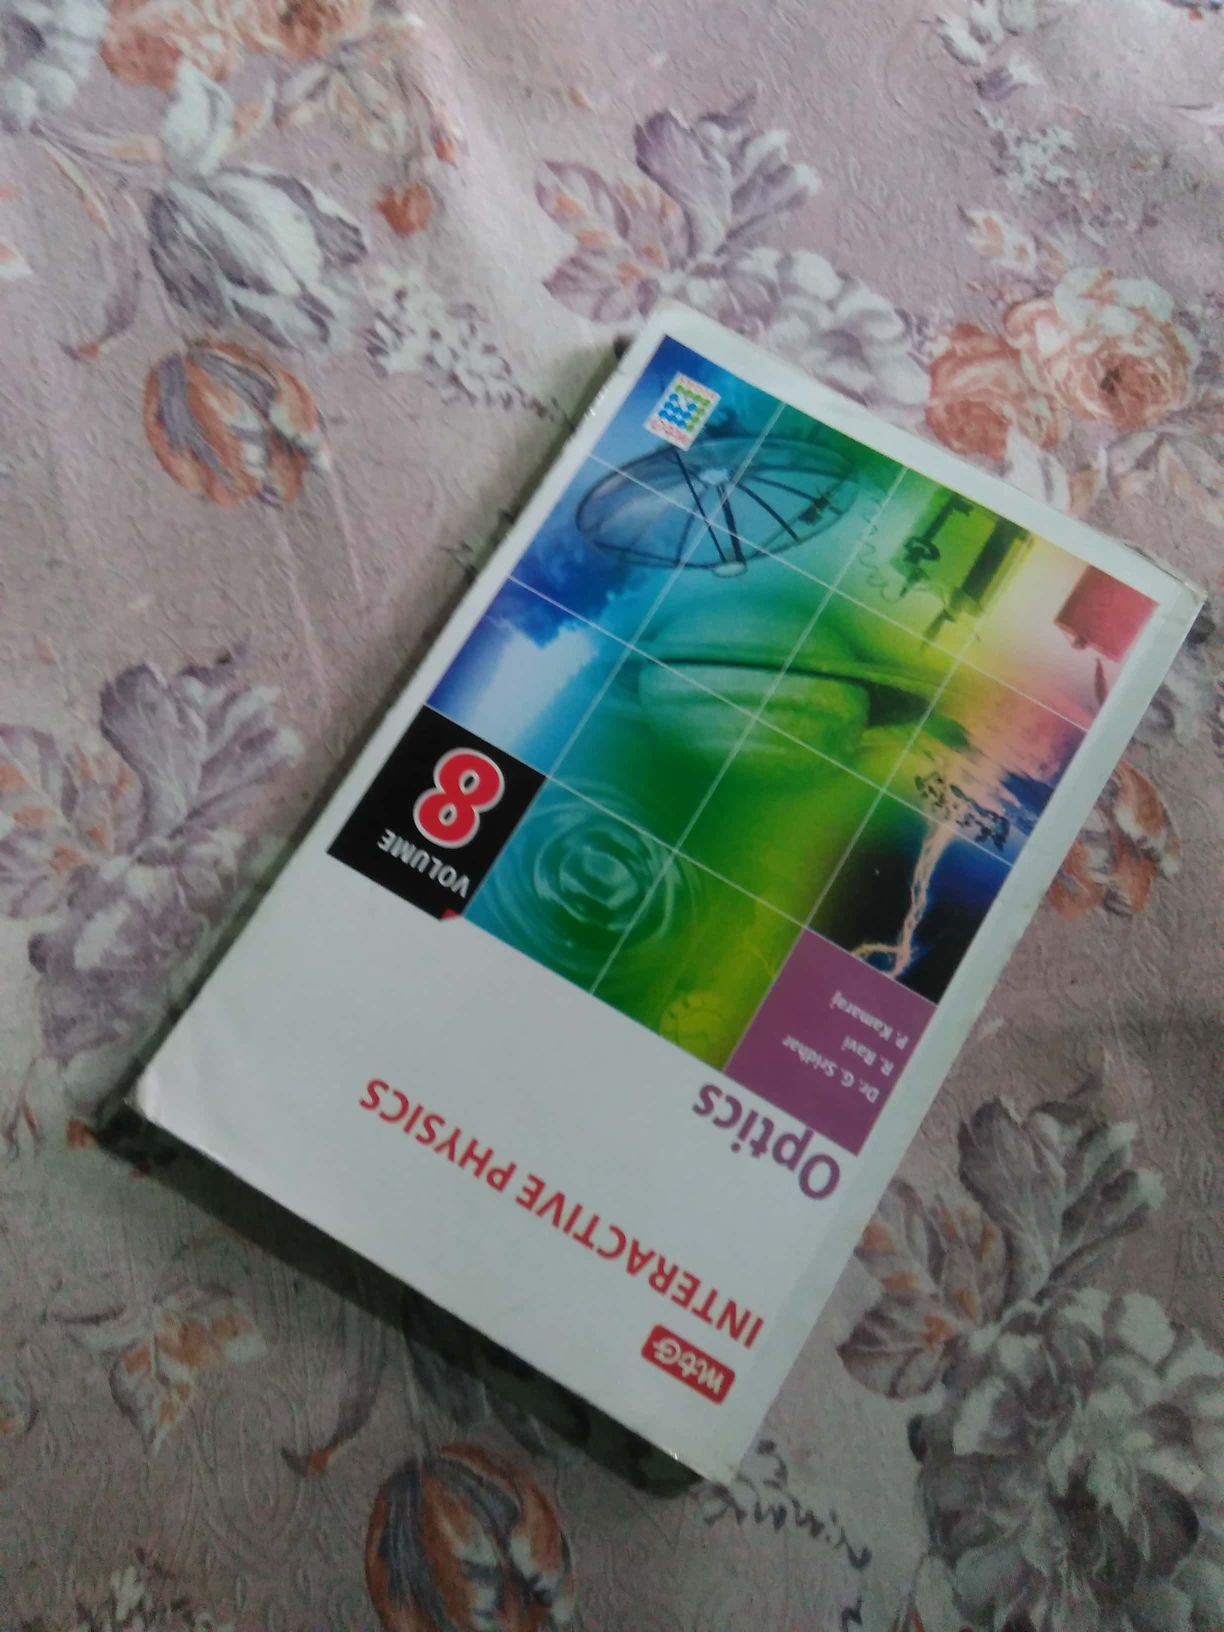 mtG
INTERACTIVE PHYSICS
Optics
Dr. G. Sridhar
R. Ravi
P. Kamaraj
VOLUME
8